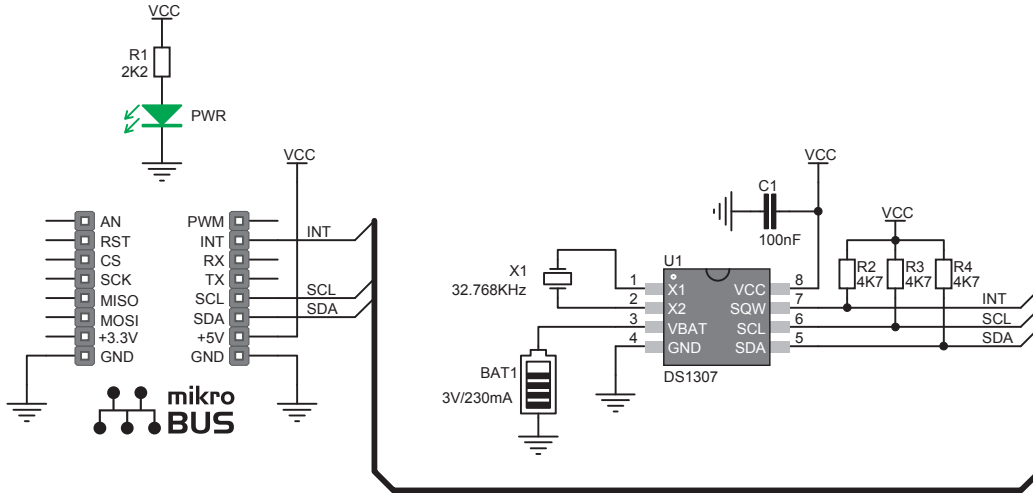 VCC
R1
2K2
PWR
VCC
AN
RST
CS
SCK
MISO
MOSI
+3.3V
GND
PWM
INT
RX
TX
SCL
SDA
+5V
GND
INT
SCL
SDA
mikro
BUS
VCC
C1
100nF
X1
32.768KHz
BAT1
3V/230mA
U1
1
2
3
4
X1
X2
VBAT
GND
VCC
SQW
SCL
SDA
8
7
6
5
DS1307
VCC
R2
4K7
R3
4K7
R4
4K7
INT
SCL
SDA